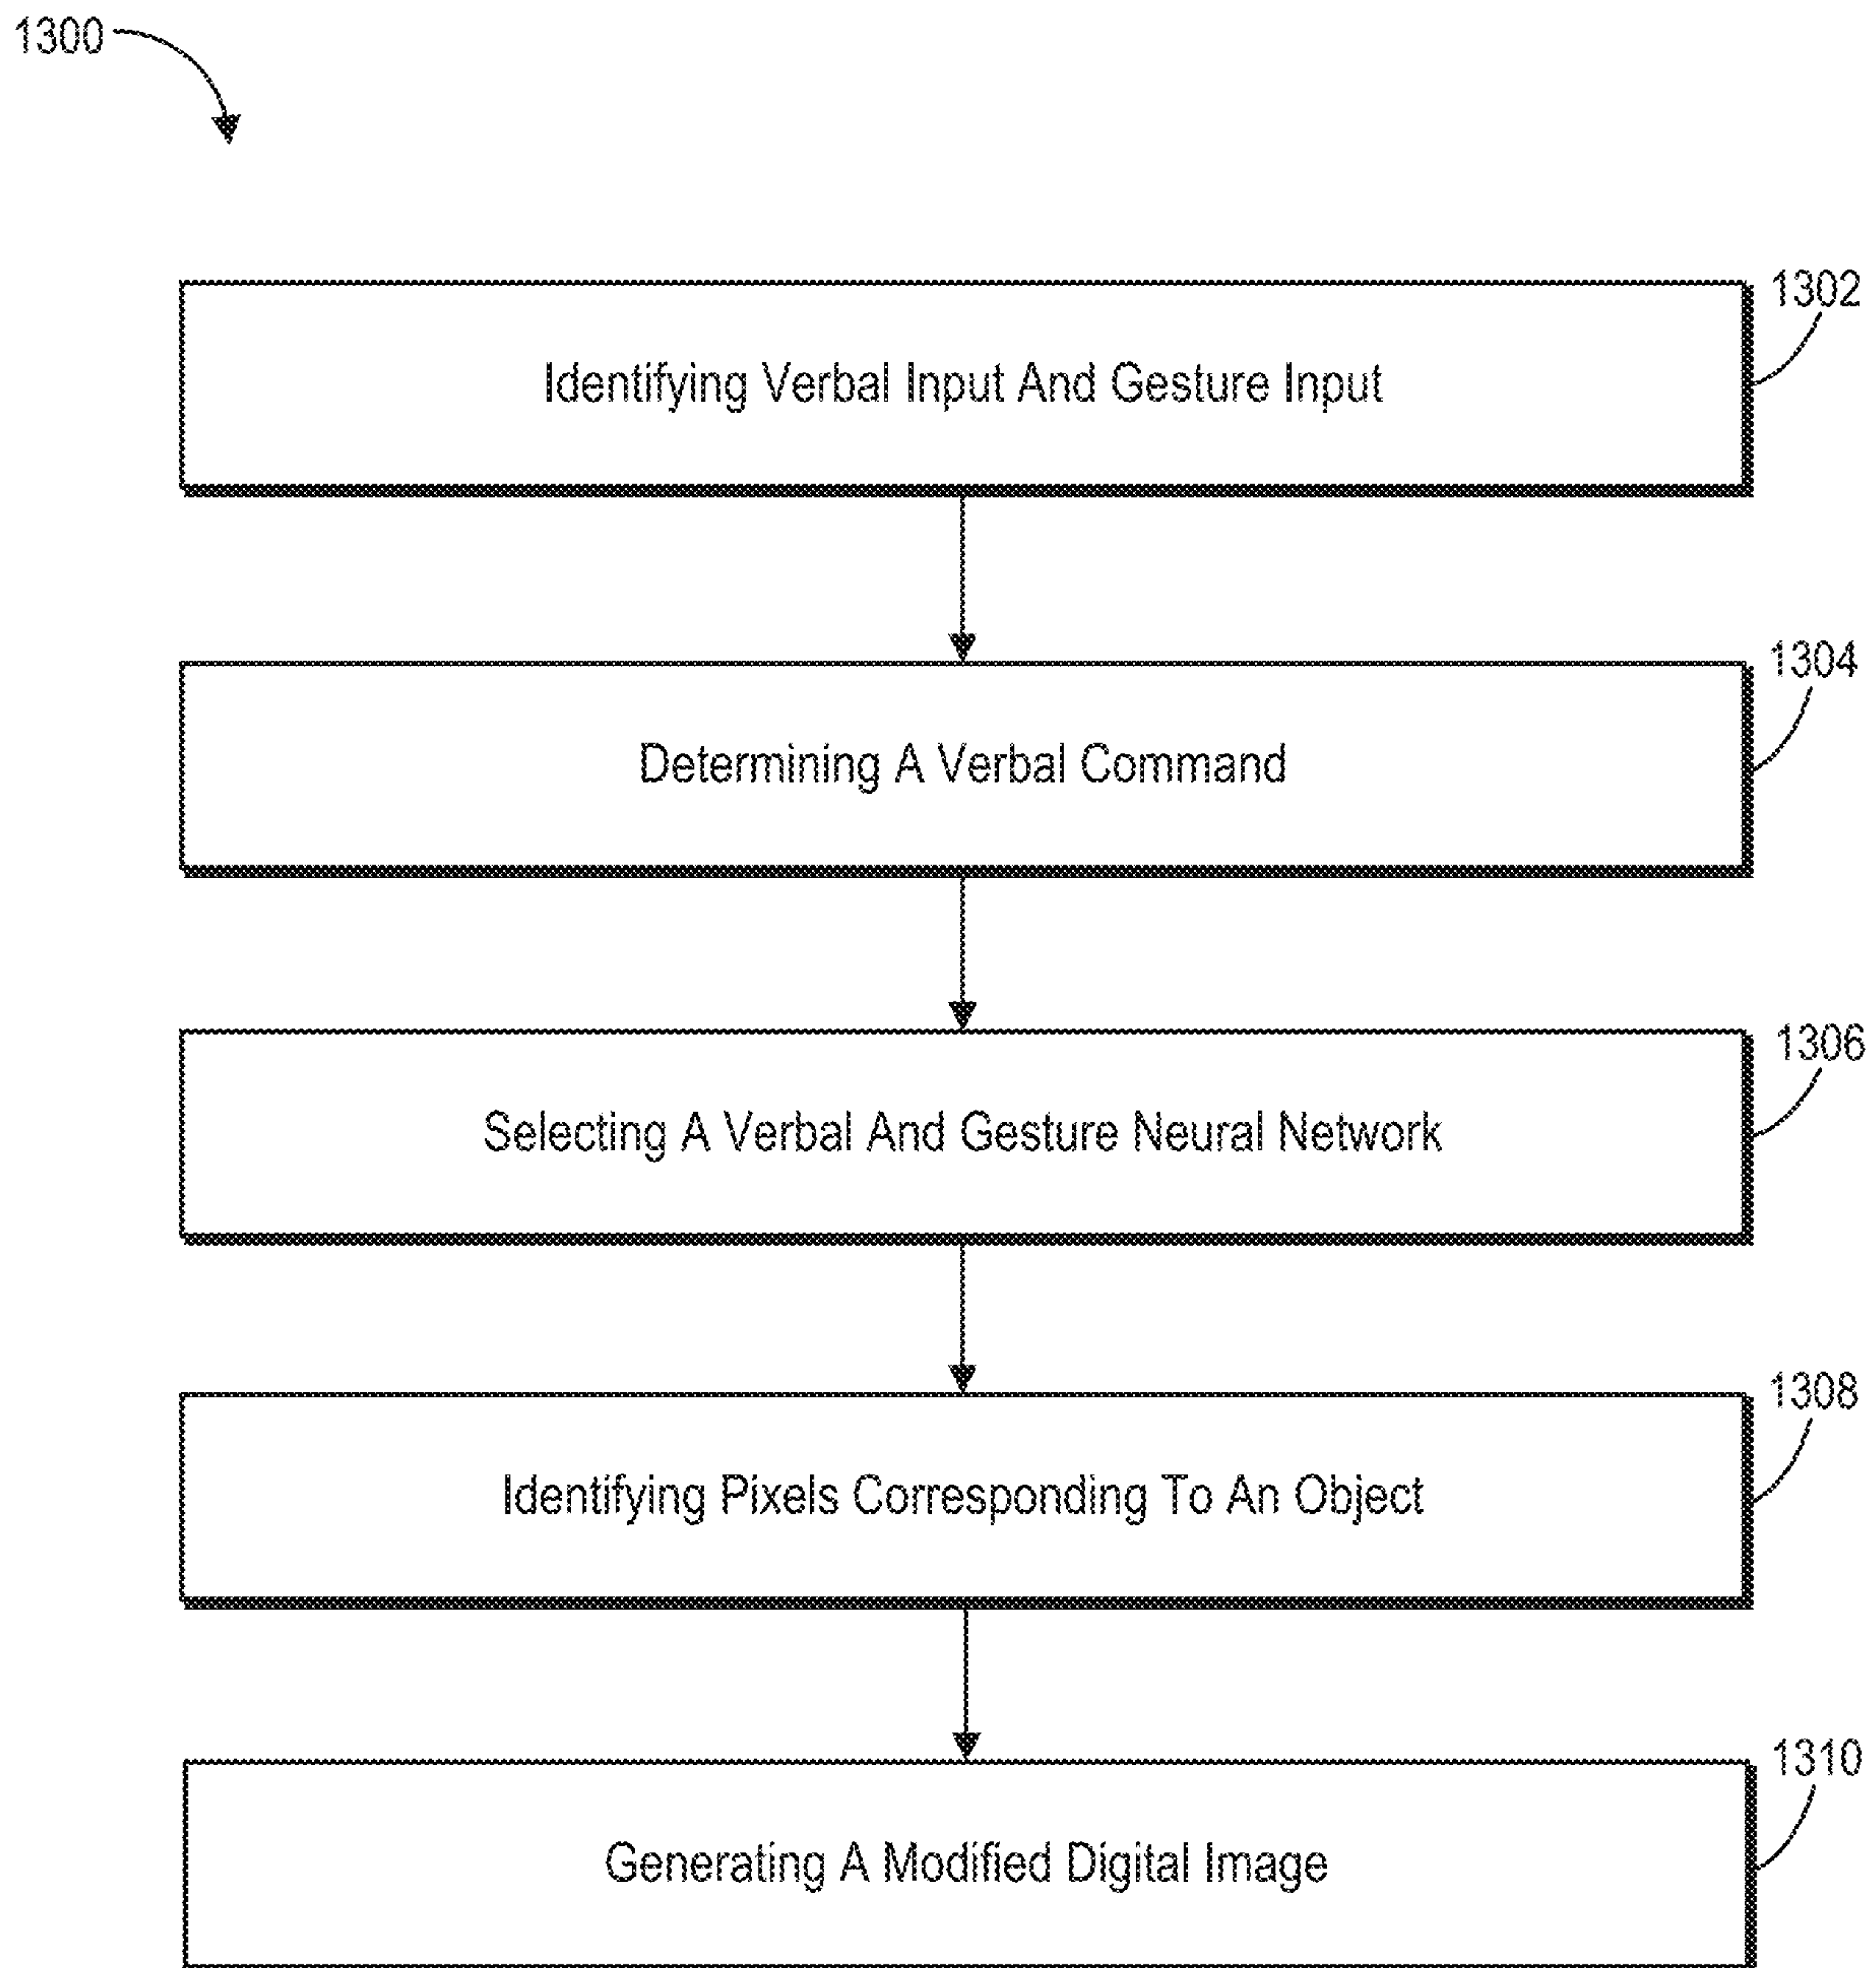 1300
1302
Identifying Verbal Input And Gesture Input
1304
Determining A Verbal Command
1306
Selecting A Verbal And Gesture Neural Network
1308
Identifying Pixels Corresponding To An Object
1310
Generating A Modified Digital Image